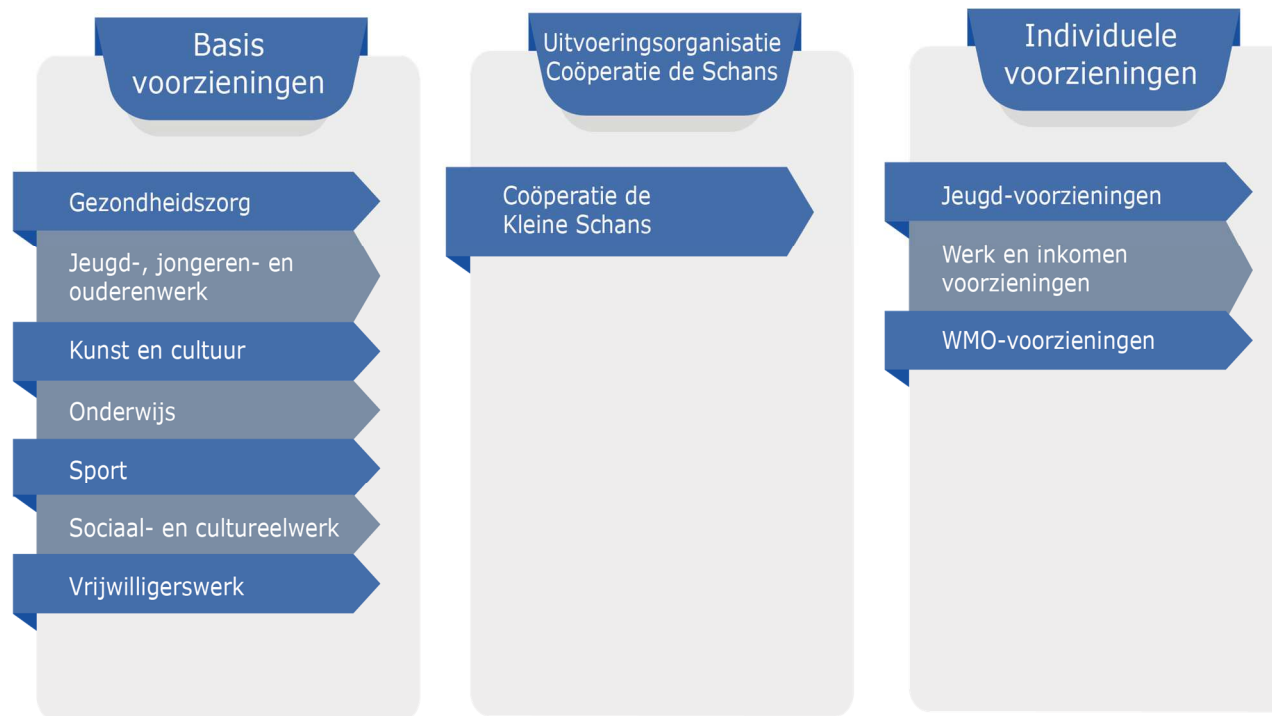 Basis
voorzieningen
Gezondheidszorg
Jeugd-, jongeren- en
ouderenwerk
Kunst en cultuur
Onderwijs
Sport
Sociaal- en cultureelwerk
Vrijwilligerswerk
Uitvoeringsorganisatie
Coöperatie de Schans
Coöperatie de
Kleine Schans
Individuele
voorzieningen
Jeugd-voorzieningen
Werk en inkomen
voorzieningen
WMO-voorzieningen